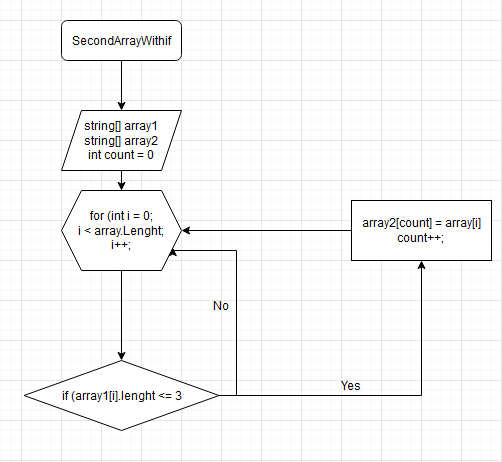 SecondArrayWithif
string[] array1
string[] array2
int count = 0
for (int i = 0;
i < array.Lenght;
i++;
array2[count] = array[i]
count++;
No
Yes
if (array1[i].lenght <= 3